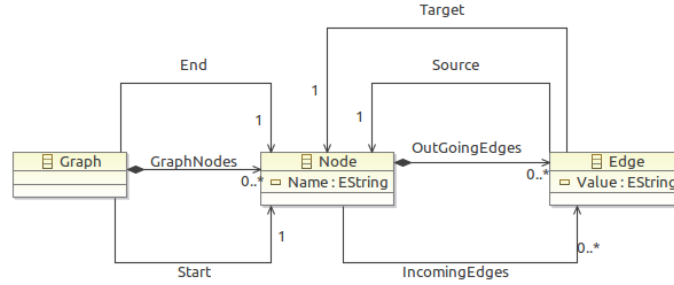 Target
End
Source
1
1
1
Graph
GraphNodes
Node
OutGoingEdges
Edge
0..*
Name : EString
0..*
Value : EString
1
0..*
Start
IncomingEdges